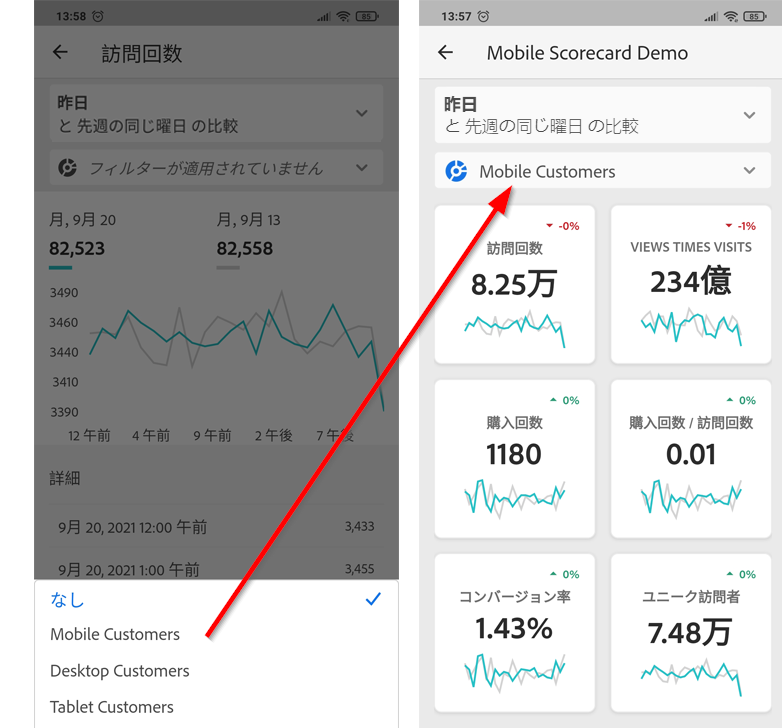 13:58
85
訪問回数
昨日
と 先週の同じ曜日 の比較
フィルターが適用されていません
月, 9月 20
月, 9月 13
82,523
82,558
3490
3460
3440
3410
3390
12 午前
4 午前
9 午前
2 午後
7 午後
詳細
9月 20, 2021 12:00 午前
3,433
9月 20, 2021 1:00 午前
3,455
なし
Mobile Customers
Desktop Customers
Tablet Customers
13:57
85
Mobile Scorecard Demo
昨日
と 先週の同じ曜日 の比較
Mobile Customers
-0%
訪問回数
8.25万
-1%
VIEWS TIMES VISITS
234億
0%
購入回数
1180
0%
購入回数 / 訪問回数
0.01
0%
コンバージョン率
1.43%
0%
ユニーク訪問者
7.48万